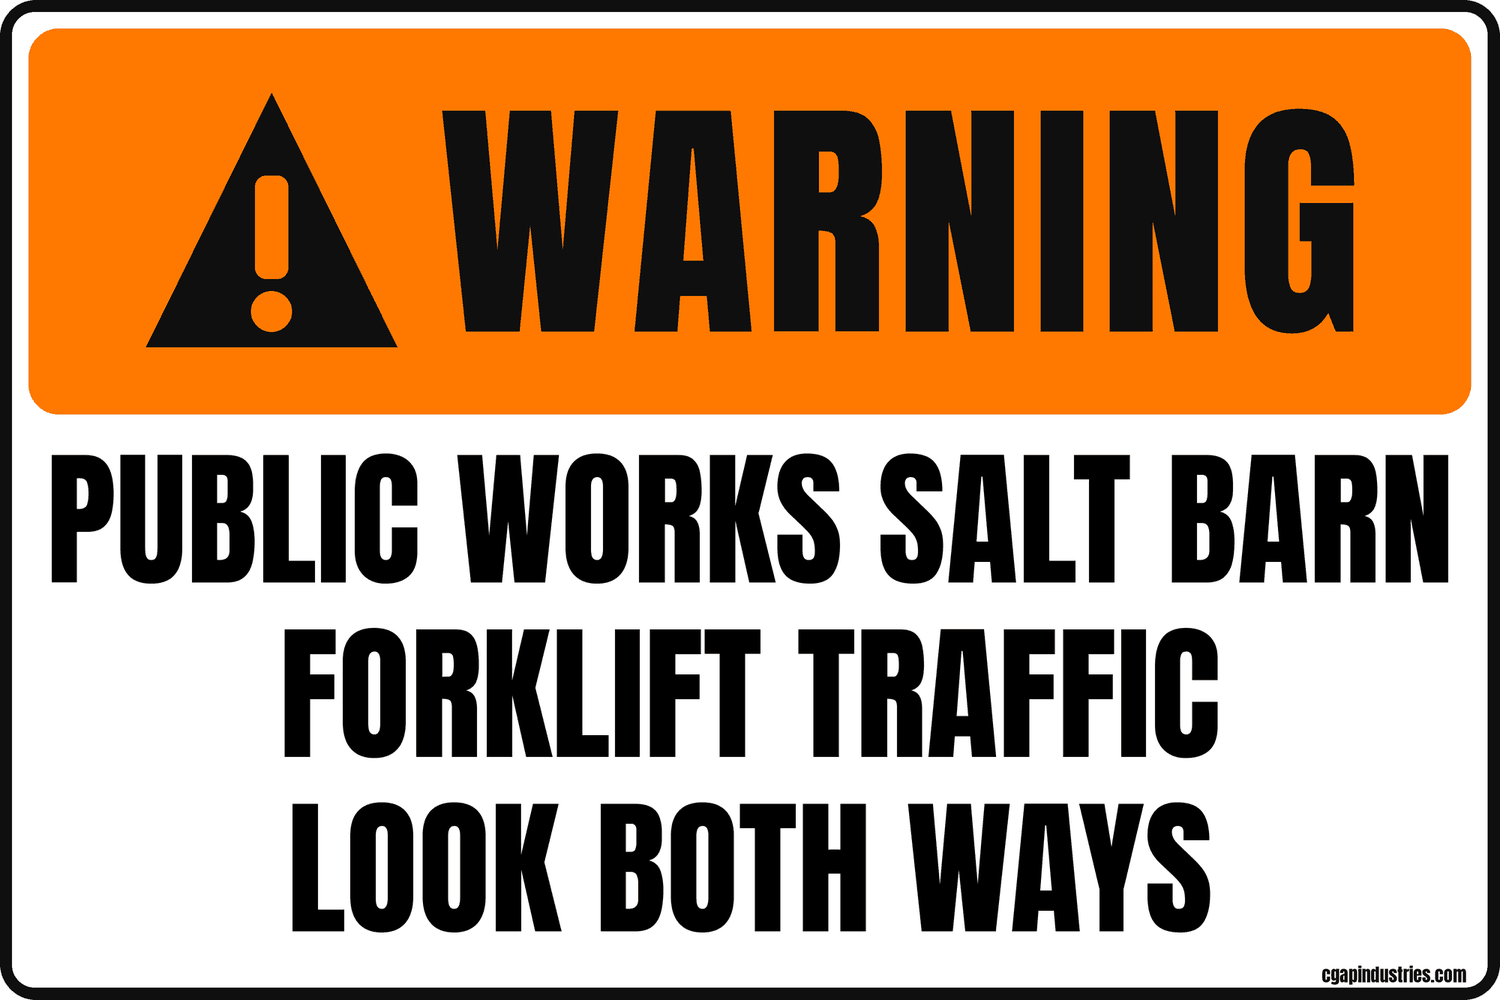 WARNING
PUBLIC WORKS SALT BARN
FORKLIFT TRAFFIC
LOOK BOTH WAYS
cgapindustries.com